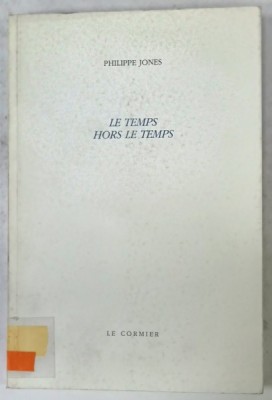 PHILIPPE JONES
LE TEMPS
HORS LE TEMPS
LE CORMIER